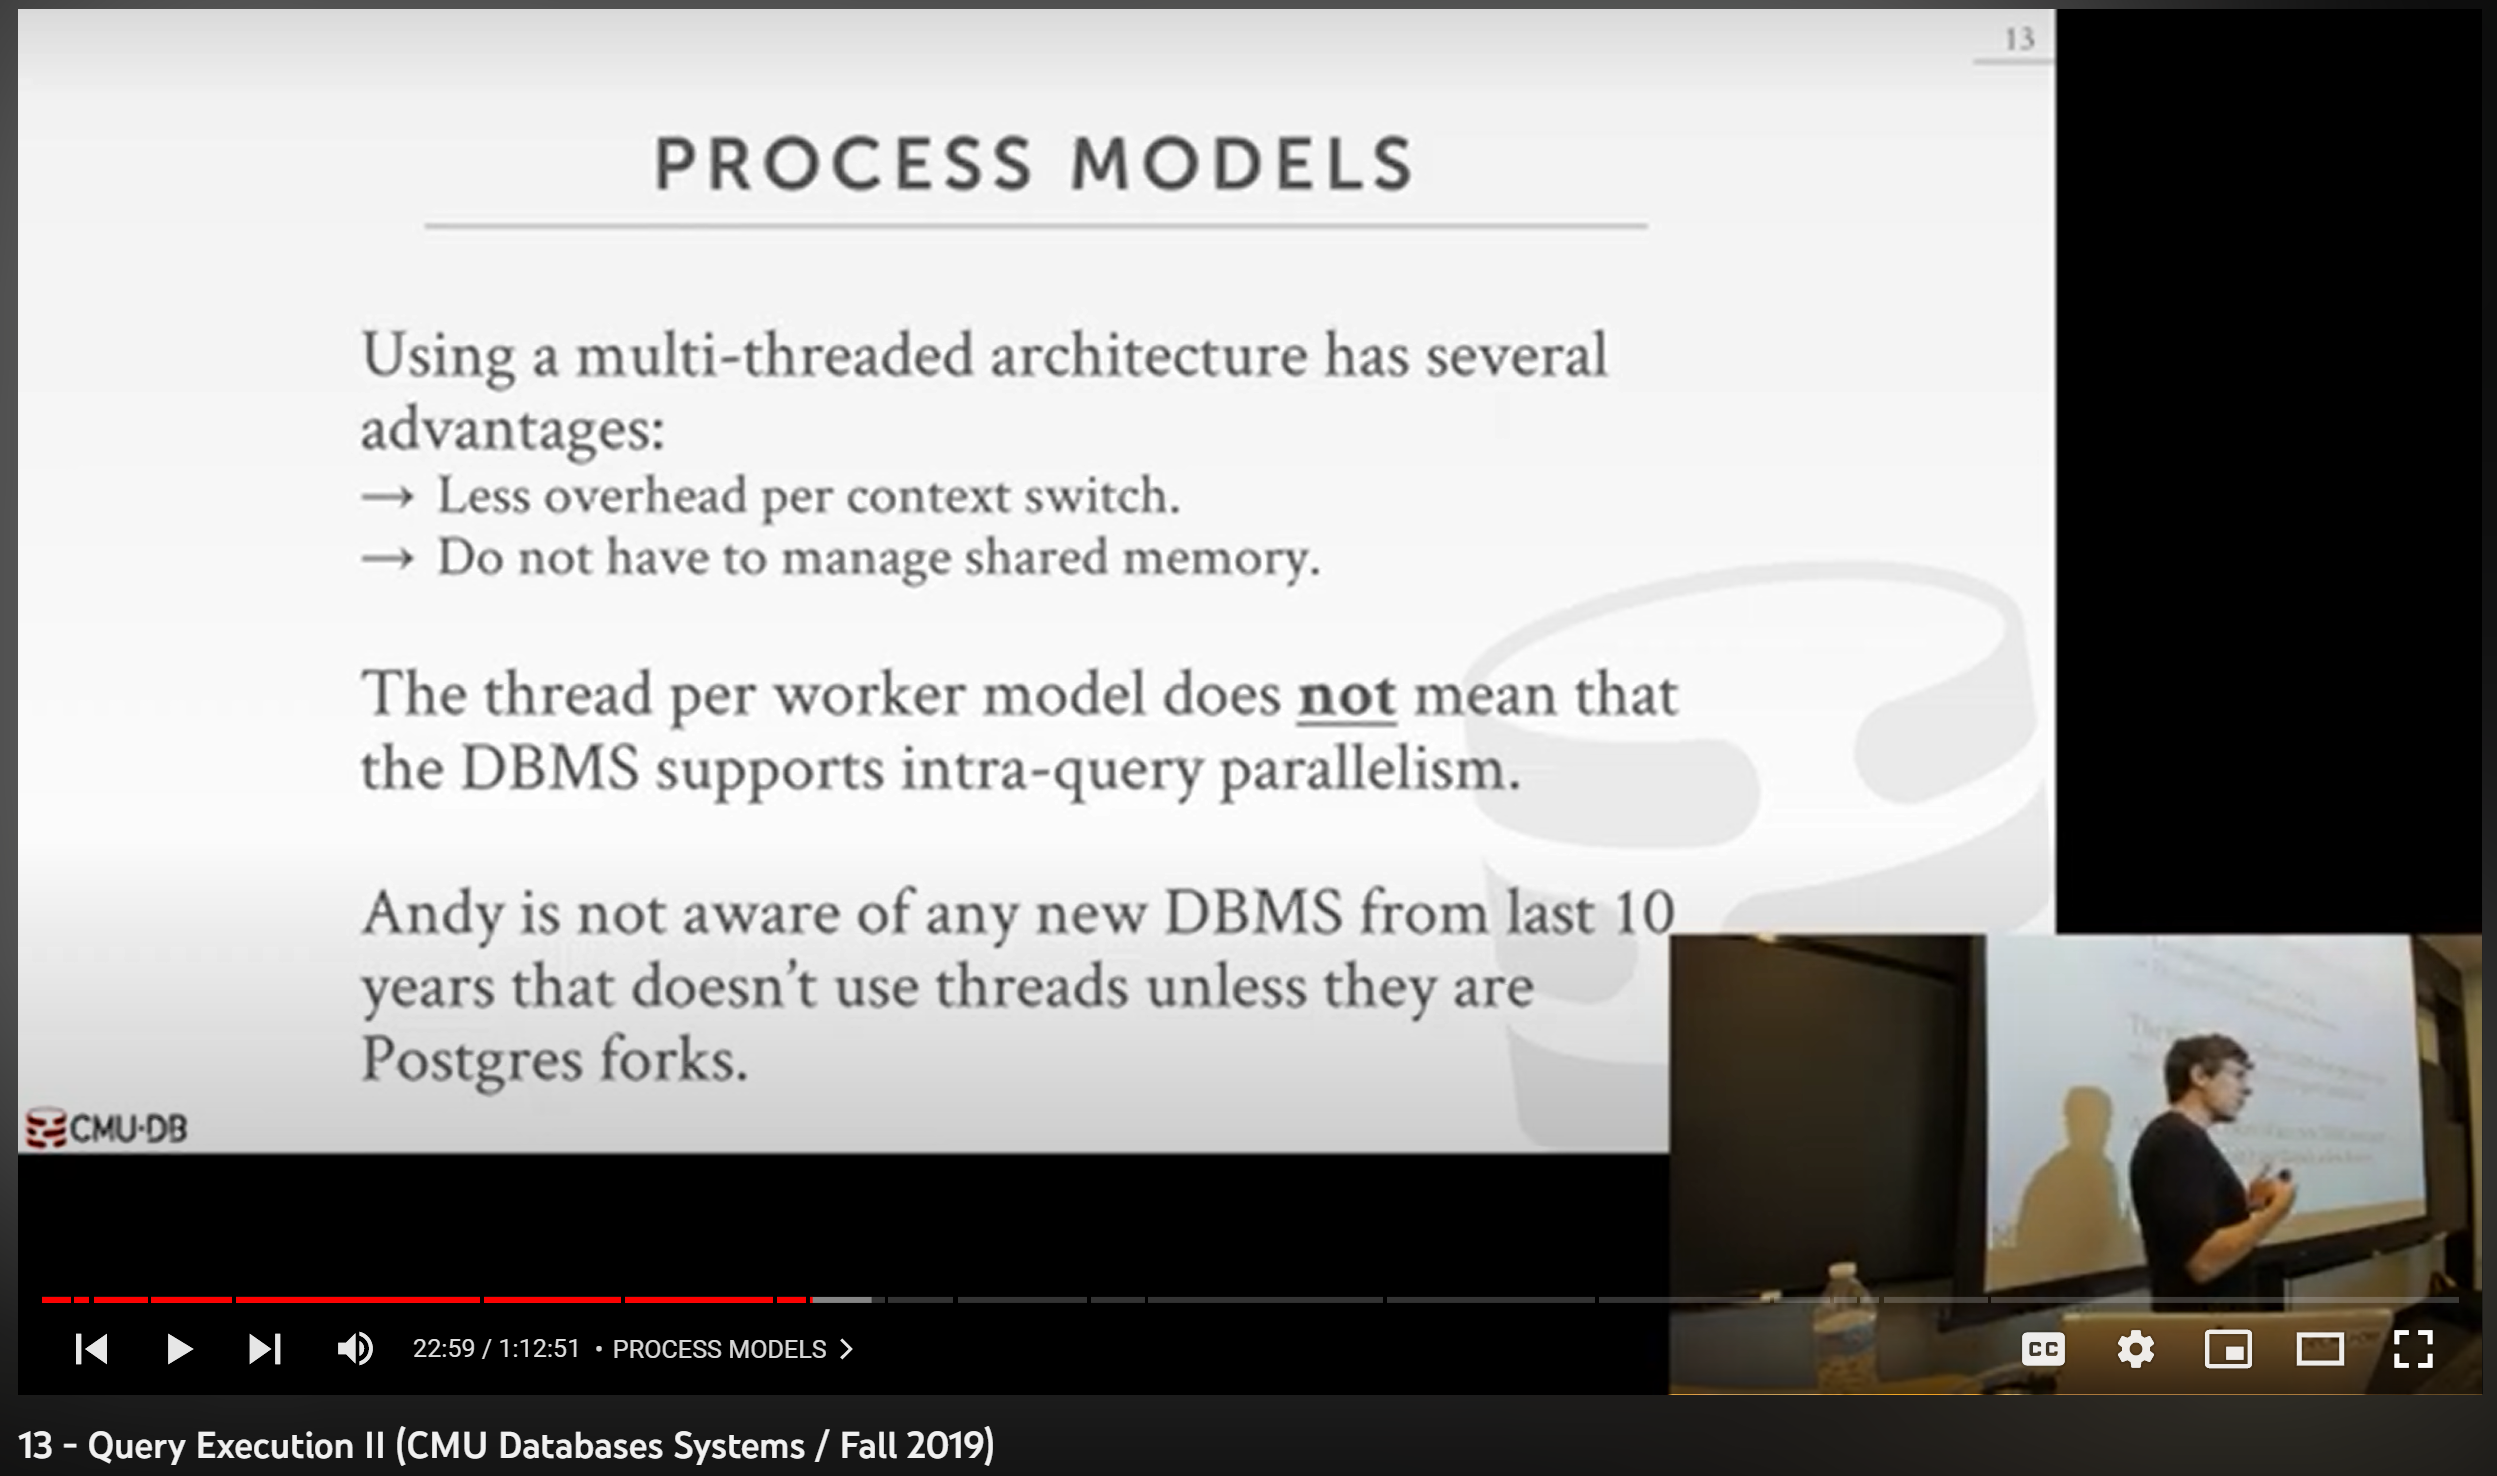 13
PROCESS MODELS
Using a multi-threaded architecture has several
advantages:
→ Less overhead per context switch.
→ Do not have to manage shared memory.
The thread per worker model does not mean that
the DBMS supports intra-query parallelism.
Andy is not aware of any new DBMS from last 10
years that doesn't use threads unless they are
Postgres forks.
CMU·DB
22:59 / 1:12:51 • PROCESS MODELS
CC
13 - Query Execution II (CMU Databases Systems / Fall 2019)